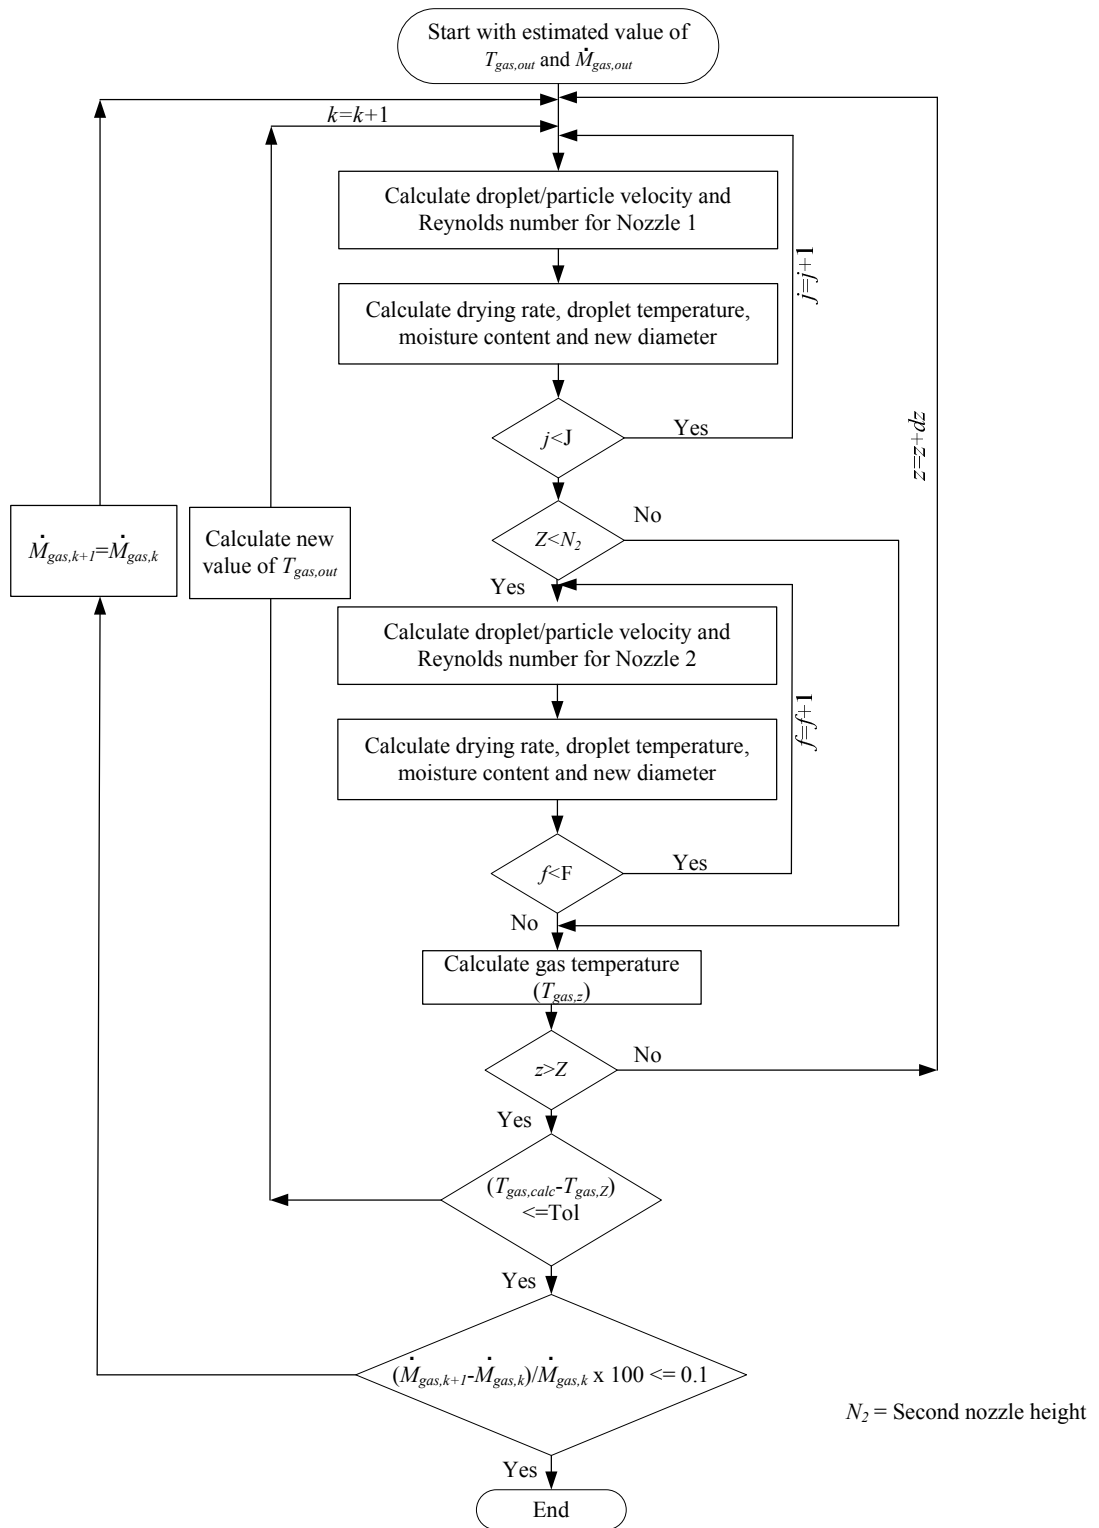 Start with estimated value of
T_gas,out and Ṁ_gas,out
k=k+1
Calculate droplet/particle velocity and
Reynolds number for Nozzle 1
j=j+1
Calculate drying rate, droplet temperature,
moisture content and new diameter
j<J
Yes
z=z+dz
Z<N_2
No
Ṁ_gas,k+1=Ṁ_gas,k
Calculate new
value of T_gas,out
Yes
Calculate droplet/particle velocity and
Reynolds number for Nozzle 2
f=f+1
Calculate drying rate, droplet temperature,
moisture content and new diameter
f<F
Yes
No
Calculate gas temperature
(T_gas,z)
z>Z
No
Yes
(T_gas,calc-T_gas,Z)
<=Tol
Yes
(Ṁ_gas,k+1-Ṁ_gas,k)/Ṁ_gas,k x 100 <= 0.1
N_2 = Second nozzle height
Yes
End